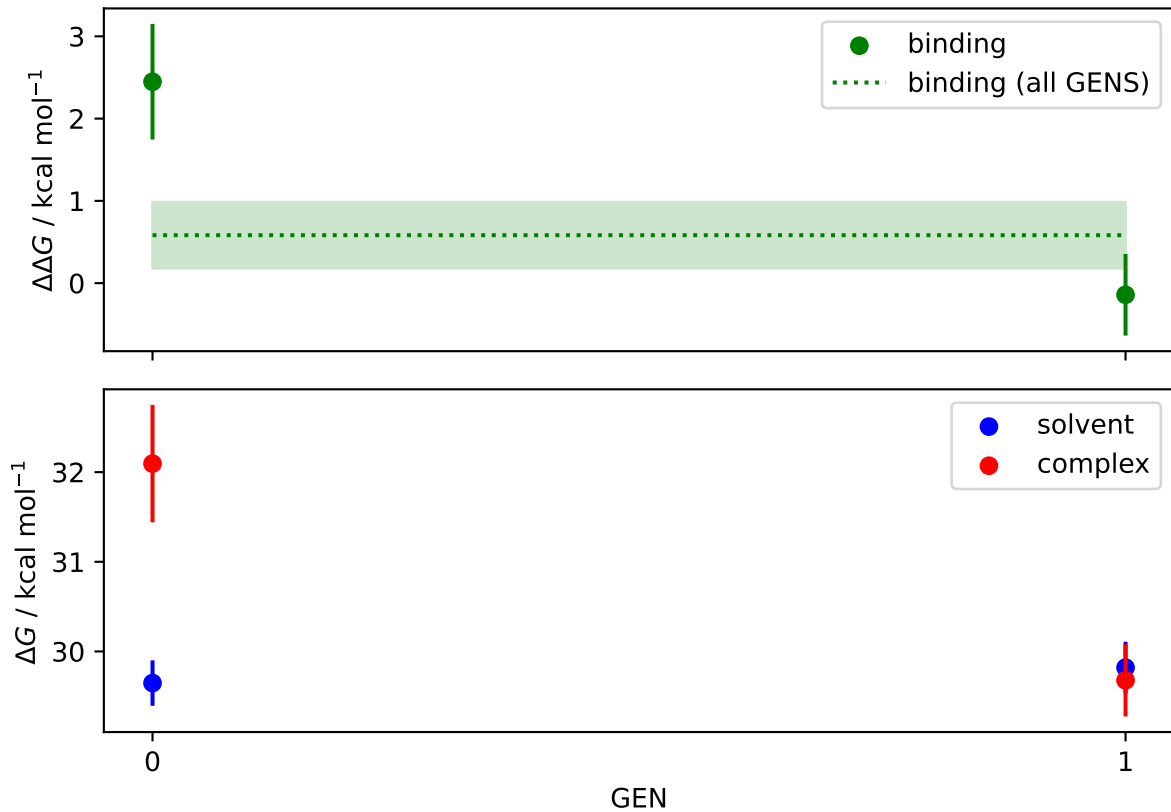 3
2
1
0
ΔΔG / kcal mol⁻¹
binding
binding (all GENS)
32
31
30
ΔG / kcal mol⁻¹
solvent
complex
0
1
GEN